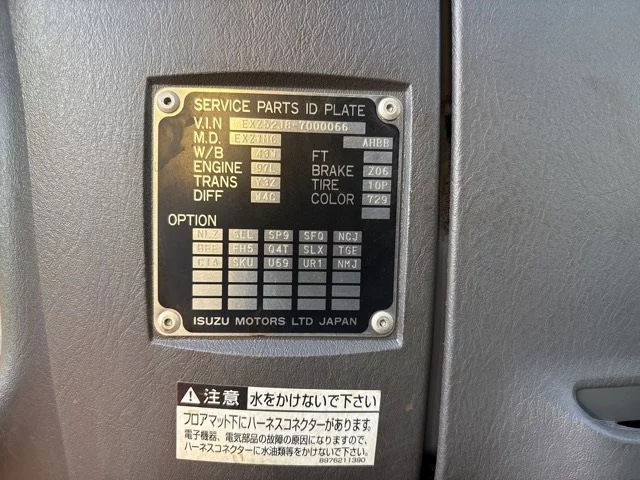 SERVICE PARTS ID PLATE
V.I.N EXZ52J8-7000066
M.D. AHBB
W/B FT
ENGINE BRAKE Z06
TRANS Y3Z TIRE 10P
DIFF COLOR 729
OPTION
SLL SP9 SFQ NCJ
FH5 Q4T SLX TGE
SKU U69 UR1 NMJ
ISUZU MOTORS LTD JAPAN
注意 水をかけないで下さい
フロアマット下にハーネスコネクターがあります。
電子機器、電気部品の故障の原因になりますので、
ハーネスコネクターに水油類等をかけないで下さい。
8976211390